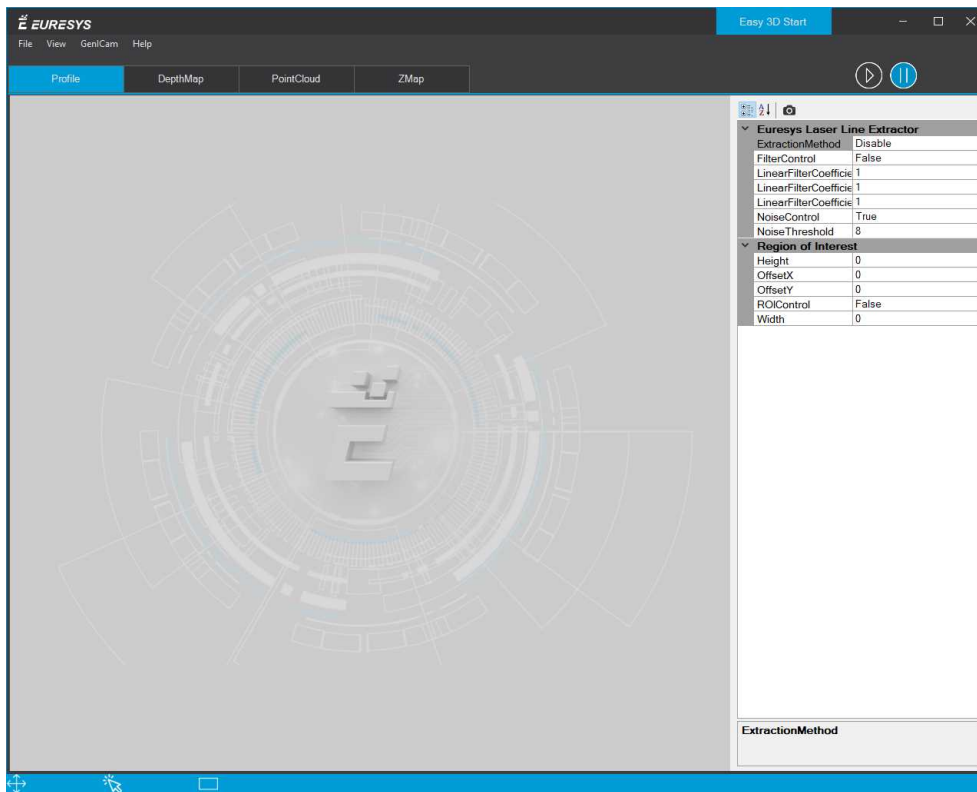 EURESYS Easy 3D Start
File View GenICam Help
Profile DepthMap PointCloud ZMap
Euresys Laser Line Extractor
ExtractionMethod Disable
FilterControl False
LinearFilterCoefficie 1
LinearFilterCoefficie 1
LinearFilterCoefficie 1
NoiseControl True
NoiseThreshold 8
Region of Interest
Height 0
OffsetX 0
OffsetY 0
ROIControl False
Width 0
ExtractionMethod